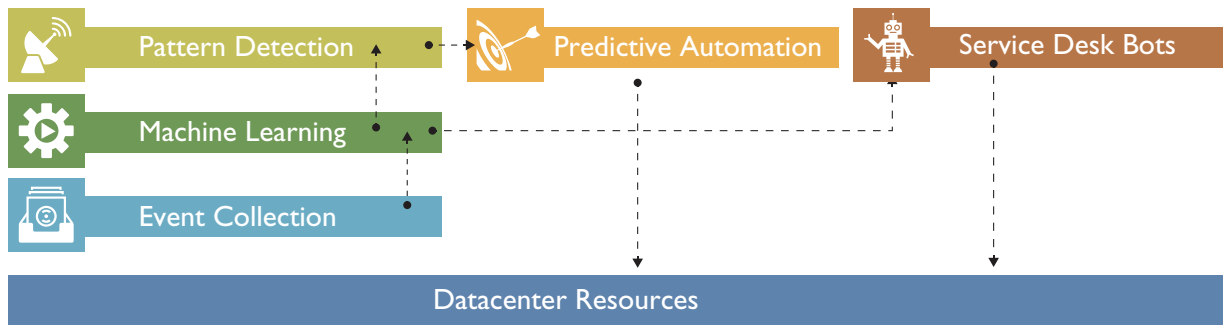 Pattern Detection
Predictive Automation
Service Desk Bots
Machine Learning
Event Collection
Datacenter Resources